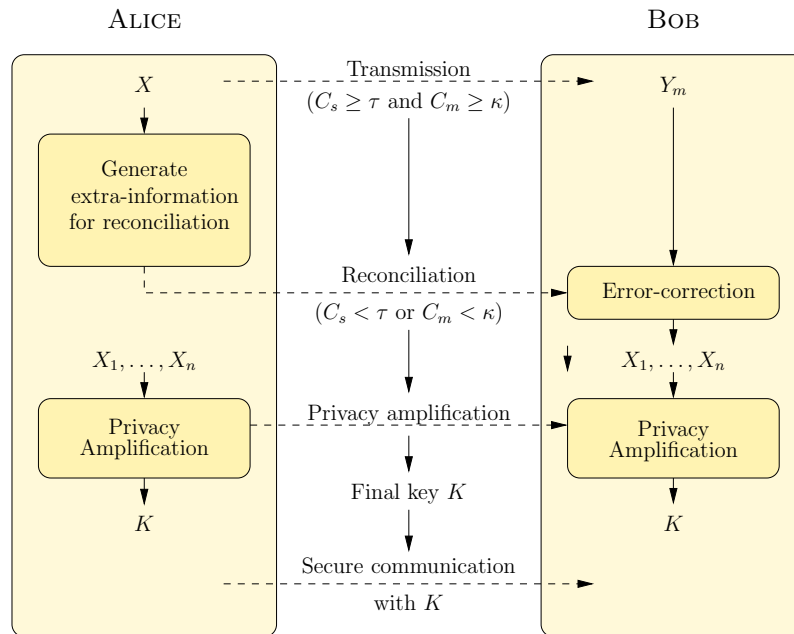 ALICE
BOB
X
Transmission
Y_m
(C_s ≥ τ and C_m ≥ κ)
Generate
extra-information
for reconciliation
Reconciliation
Error-correction
(C_s < τ or C_m < κ)
X_1, . . . , X_n
X_1, . . . , X_n
Privacy
Amplification
Privacy amplification
Privacy
Amplification
Final key K
K
K
Secure communication
with K